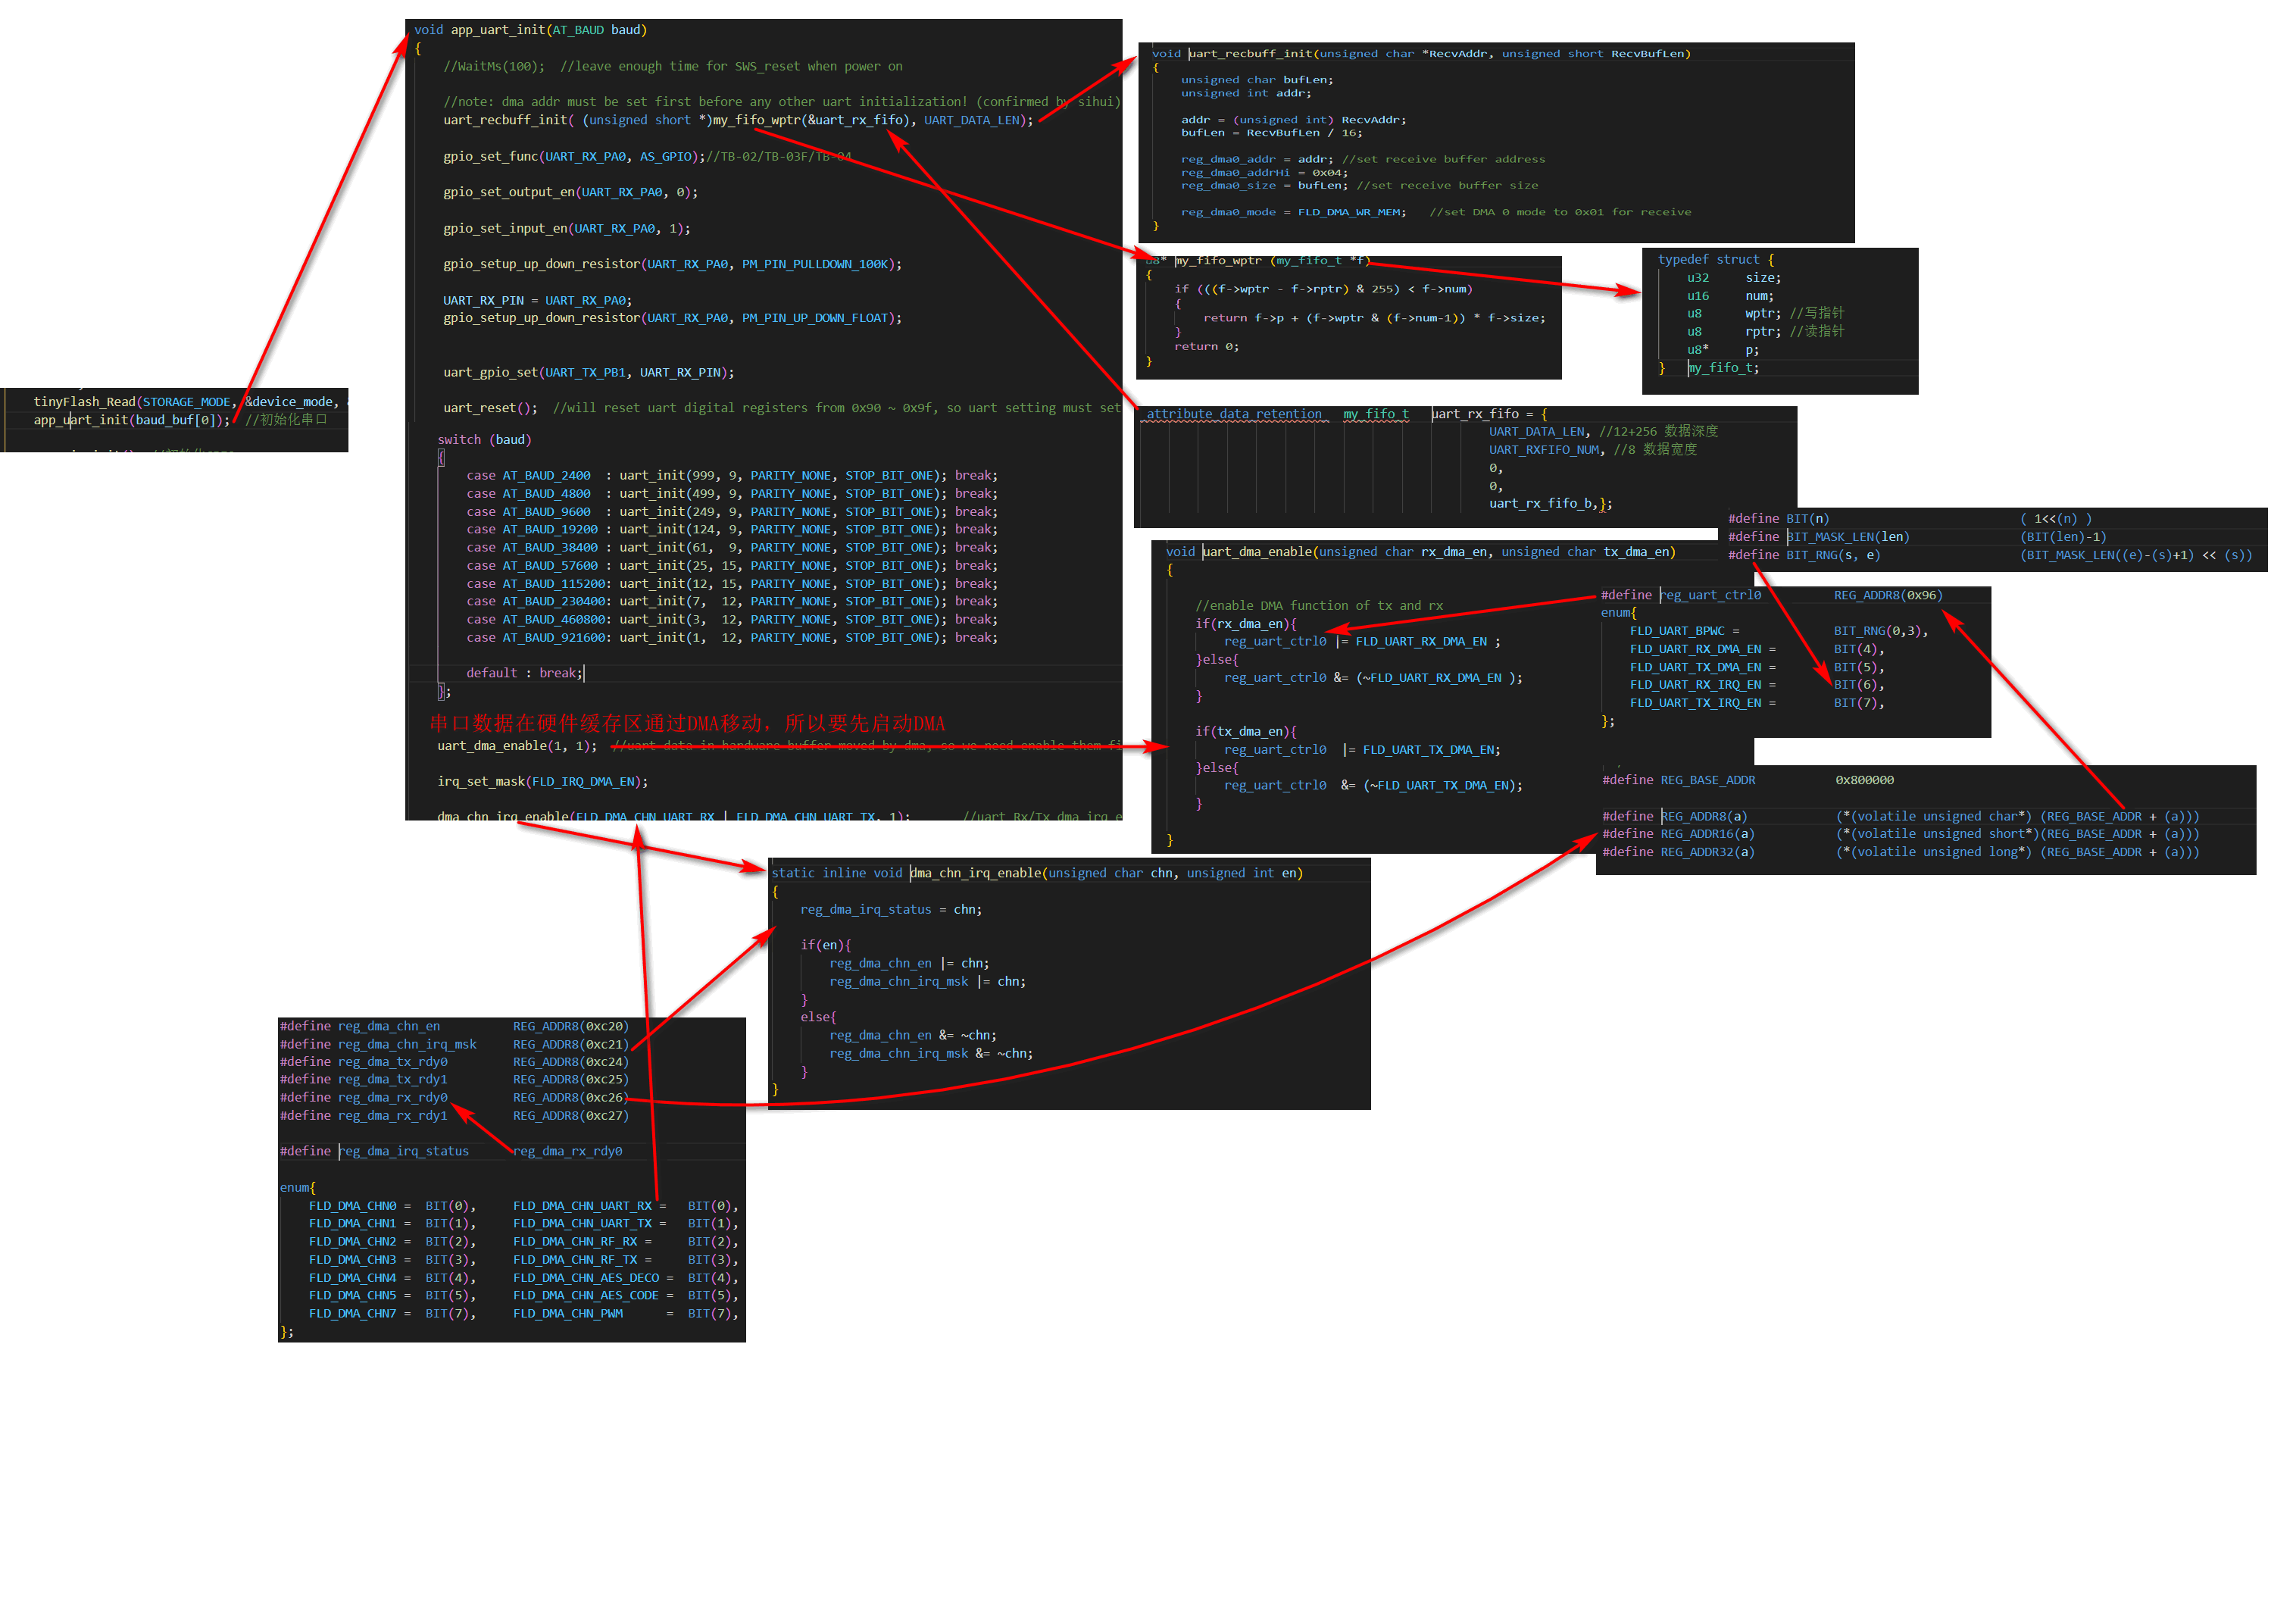 tinyFlash_Read(STORAGE_MODE, &device_mode,
app_uart_init(baud_buf[0]); //初始化串口
void app_uart_init(AT_BAUD baud)
{
//WaitMs(100);  //leave enough time for SWS_reset when power on
//note: dma addr must be set first before any other uart initialization! (confirmed by sihui)
uart_recbuff_init( (unsigned short *)my_fifo_wptr(&uart_rx_fifo), UART_DATA_LEN);
gpio_set_func(UART_RX_PA0, AS_GPIO);//TB-02/TB-03F/TB-04
gpio_set_output_en(UART_RX_PA0, 0);
gpio_set_input_en(UART_RX_PA0, 1);
gpio_setup_up_down_resistor(UART_RX_PA0, PM_PIN_PULLDOWN_100K);
UART_RX_PIN = UART_RX_PA0;
gpio_setup_up_down_resistor(UART_RX_PA0, PM_PIN_UP_DOWN_FLOAT);
uart_gpio_set(UART_TX_PB1, UART_RX_PIN);
uart_reset();  //will reset uart digital registers from 0x90 ~ 0x9f, so uart setting must set
switch (baud)
{
case AT_BAUD_2400  : uart_init(999, 9, PARITY_NONE, STOP_BIT_ONE); break;
case AT_BAUD_4800  : uart_init(499, 9, PARITY_NONE, STOP_BIT_ONE); break;
case AT_BAUD_9600  : uart_init(249, 9, PARITY_NONE, STOP_BIT_ONE); break;
case AT_BAUD_19200 : uart_init(124, 9, PARITY_NONE, STOP_BIT_ONE); break;
case AT_BAUD_38400 : uart_init(61,  9, PARITY_NONE, STOP_BIT_ONE); break;
case AT_BAUD_57600 : uart_init(25, 15, PARITY_NONE, STOP_BIT_ONE); break;
case AT_BAUD_115200: uart_init(12, 15, PARITY_NONE, STOP_BIT_ONE); break;
case AT_BAUD_230400: uart_init(7,  12, PARITY_NONE, STOP_BIT_ONE); break;
case AT_BAUD_460800: uart_init(3,  12, PARITY_NONE, STOP_BIT_ONE); break;
case AT_BAUD_921600: uart_init(1,  12, PARITY_NONE, STOP_BIT_ONE); break;
default : break;
};
串口数据在硬件缓存区通过DMA移动，所以要先启动DMA
uart_dma_enable(1, 1);  //uart data in hardware buffer moved by dma, so we need enable them fi
irq_set_mask(FLD_IRQ_DMA_EN);
dma_chn_irq_enable(FLD_DMA_CHN_UART_RX | FLD_DMA_CHN_UART_TX, 1);       //uart Rx/Tx dma irq e
void uart_recbuff_init(unsigned char *RecvAddr, unsigned short RecvBufLen)
{
unsigned char bufLen;
unsigned int addr;
addr = (unsigned int) RecvAddr;
bufLen = RecvBufLen / 16;
reg_dma0_addr = addr; //set receive buffer address
reg_dma0_addrHi = 0x04;
reg_dma0_size = bufLen; //set receive buffer size
reg_dma0_mode = FLD_DMA_WR_MEM;   //set DMA 0 mode to 0x01 for receive
}
u8* my_fifo_wptr (my_fifo_t *f)
{
if (((f->wptr - f->rptr) & 255) < f->num)
{
return f->p + (f->wptr & (f->num-1)) * f->size;
}
return 0;
}
typedef struct {
u32     size;
u16     num;
u8      wptr; //写指针
u8      rptr; //读指针
u8*     p;
}   my_fifo_t;
_attribute_data_retention_  my_fifo_t   uart_rx_fifo = {
UART_DATA_LEN, //12+256 数据深度
UART_RXFIFO_NUM, //8 数据宽度
0,
0,
uart_rx_fifo_b,};
#define BIT(n)                          ( 1<<(n) )
#define BIT_MASK_LEN(len)               (BIT(len)-1)
#define BIT_RNG(s, e)                   (BIT_MASK_LEN((e)-(s)+1) << (s))
void uart_dma_enable(unsigned char rx_dma_en, unsigned char tx_dma_en)
{
//enable DMA function of tx and rx
if(rx_dma_en){
reg_uart_ctrl0 |= FLD_UART_RX_DMA_EN ;
}else{
reg_uart_ctrl0 &= (~FLD_UART_RX_DMA_EN );
}
if(tx_dma_en){
reg_uart_ctrl0  |= FLD_UART_TX_DMA_EN;
}else{
reg_uart_ctrl0  &= (~FLD_UART_TX_DMA_EN);
}
}
#define reg_uart_ctrl0          REG_ADDR8(0x96)
enum{
FLD_UART_BPWC =             BIT_RNG(0,3),
FLD_UART_RX_DMA_EN =        BIT(4),
FLD_UART_TX_DMA_EN =        BIT(5),
FLD_UART_RX_IRQ_EN =        BIT(6),
FLD_UART_TX_IRQ_EN =        BIT(7),
};
#define REG_BASE_ADDR           0x800000
#define REG_ADDR8(a)            (*(volatile unsigned char*) (REG_BASE_ADDR + (a)))
#define REG_ADDR16(a)           (*(volatile unsigned short*)(REG_BASE_ADDR + (a)))
#define REG_ADDR32(a)           (*(volatile unsigned long*) (REG_BASE_ADDR + (a)))
static inline void dma_chn_irq_enable(unsigned char chn, unsigned int en)
{
reg_dma_irq_status = chn;
if(en){
reg_dma_chn_en |= chn;
reg_dma_chn_irq_msk |= chn;
}
else{
reg_dma_chn_en &= ~chn;
reg_dma_chn_irq_msk &= ~chn;
}
}
#define reg_dma_chn_en          REG_ADDR8(0xc20)
#define reg_dma_chn_irq_msk     REG_ADDR8(0xc21)
#define reg_dma_tx_rdy0         REG_ADDR8(0xc24)
#define reg_dma_tx_rdy1         REG_ADDR8(0xc25)
#define reg_dma_rx_rdy0         REG_ADDR8(0xc26)
#define reg_dma_rx_rdy1         REG_ADDR8(0xc27)
#define reg_dma_irq_status      reg_dma_rx_rdy0
enum{
FLD_DMA_CHN0 =  BIT(0),     FLD_DMA_CHN_UART_RX =   BIT(0),
FLD_DMA_CHN1 =  BIT(1),     FLD_DMA_CHN_UART_TX =   BIT(1),
FLD_DMA_CHN2 =  BIT(2),     FLD_DMA_CHN_RF_RX =     BIT(2),
FLD_DMA_CHN3 =  BIT(3),     FLD_DMA_CHN_RF_TX =     BIT(3),
FLD_DMA_CHN4 =  BIT(4),     FLD_DMA_CHN_AES_DECO =  BIT(4),
FLD_DMA_CHN5 =  BIT(5),     FLD_DMA_CHN_AES_CODE =  BIT(5),
FLD_DMA_CHN7 =  BIT(7),     FLD_DMA_CHN_PWM      =  BIT(7),
};